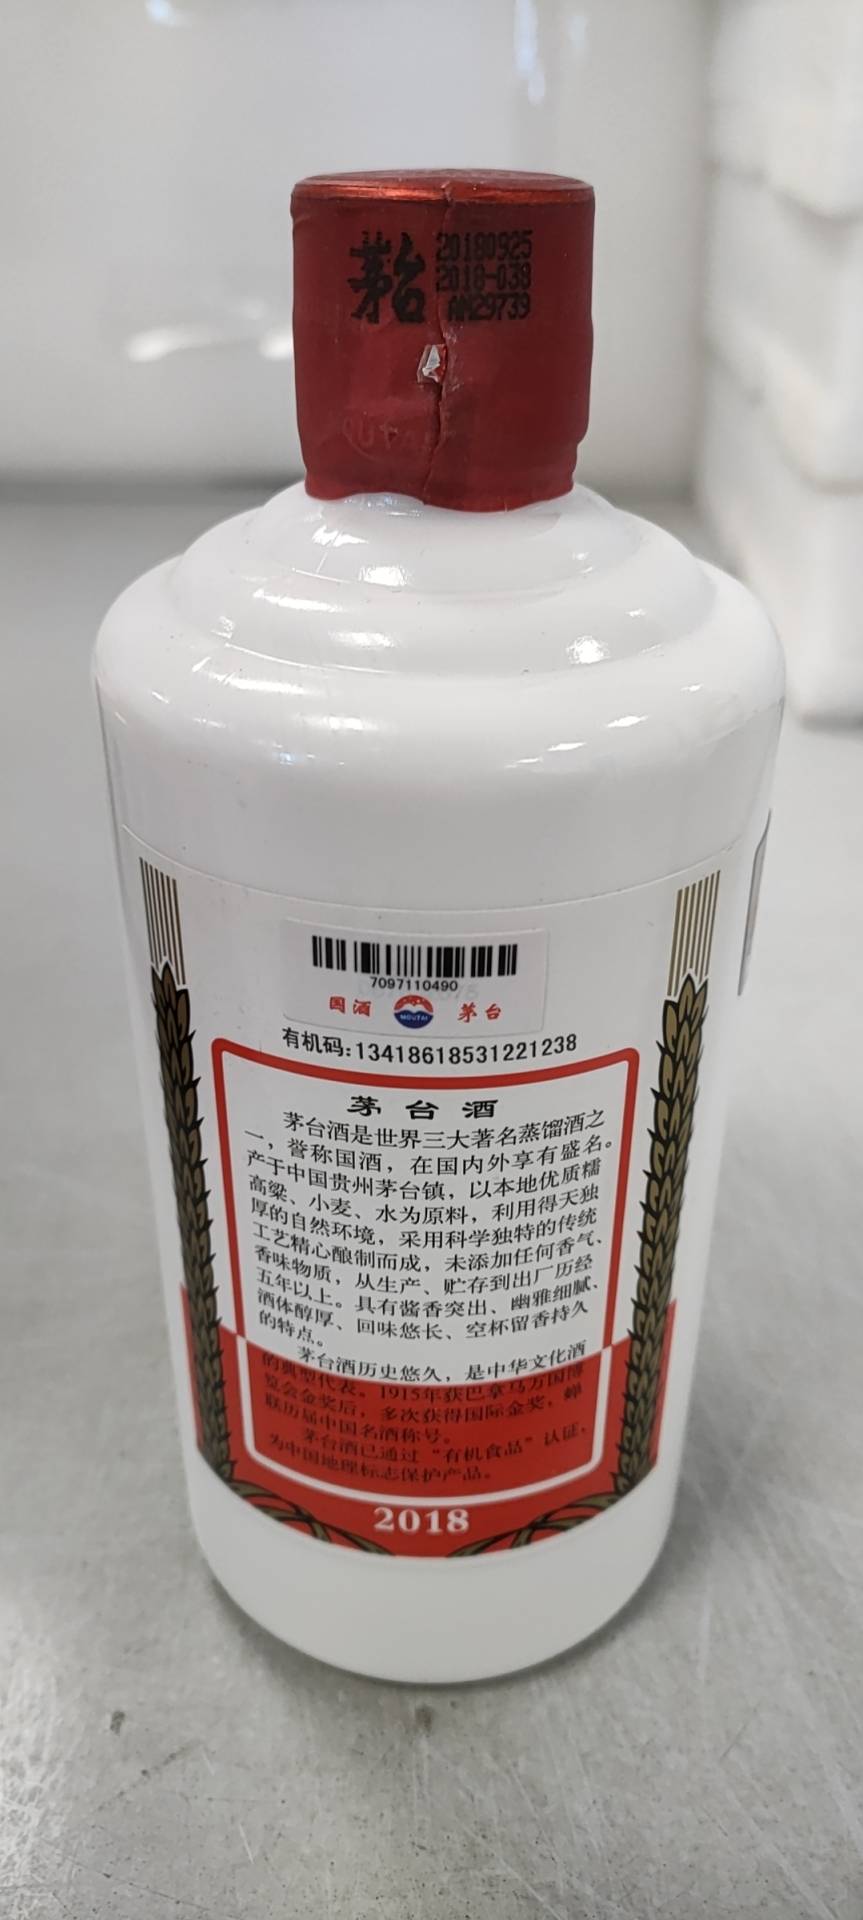 茅台
20180925
2018-038
AM29739
7097110490
国酒 MOUTAI 茅台
有机码:13418618531221238
茅台酒
茅台酒是世界三大著名蒸馏酒之
一，誉称国酒，在国内外享有盛名。
产于中国贵州茅台镇，以本地优质糯
高粱、小麦、水为原料，利用得天独
厚的自然环境，采用科学独特的传统
工艺精心酿制而成，未添加任何香气、
香味物质，从生产、贮存到出厂历经
五年以上。具有酱香突出、幽雅细腻、
酒体醇厚、回味悠长、空杯留香持久
的特点。
茅台酒历史悠久，是中华文化酒
的典型代表。1915年获巴拿马万国博
览会金奖后，多次获得国际金奖，蝉
联历届中国名酒称号。
茅台酒已通过“有机食品”认证，
为中国地理标志保护产品。
2018